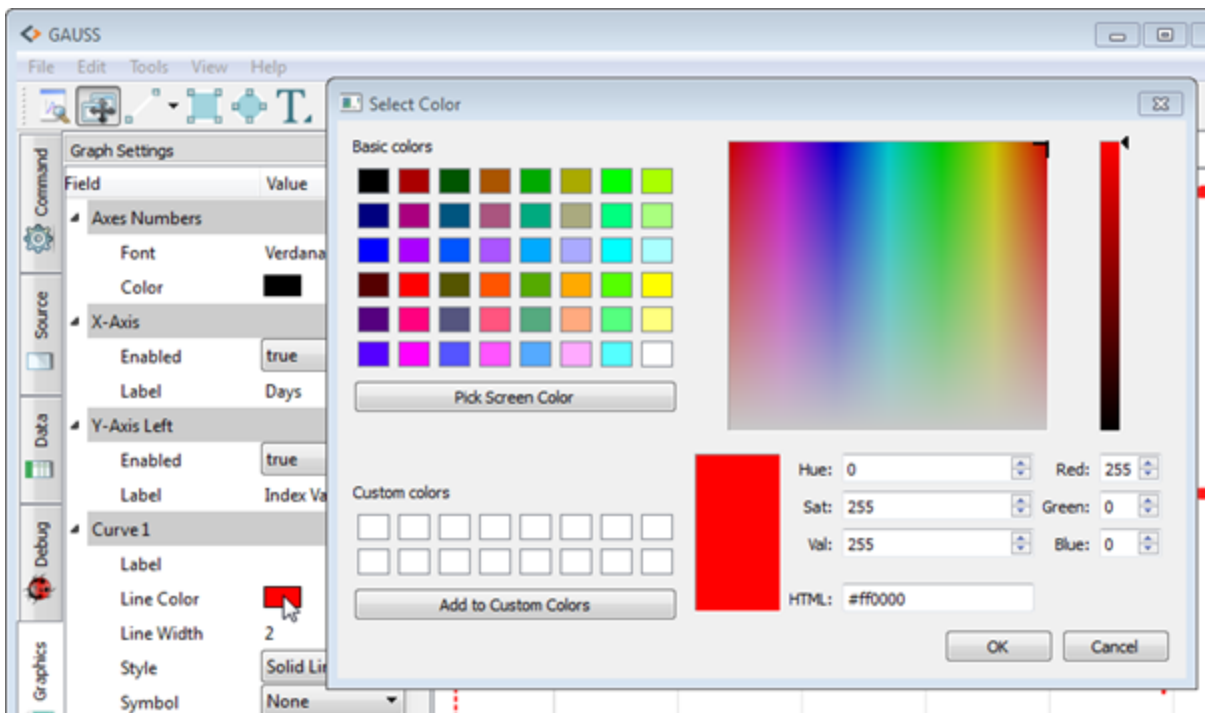 GAUSS
File Edit Tools View Help
Select Color
Graph Settings
Field Value
Axes Numbers
Font Verdana
Color
X-Axis
Enabled true
Label Days
Y-Axis Left
Enabled true
Label Index Va
Curve 1
Label
Line Color
Line Width 2
Style Solid Lin
Symbol None
Command
Source
Data
Debug
Graphics
Basic colors
Pick Screen Color
Custom colors
Add to Custom Colors
Hue: 0 Red: 255
Sat: 255 Green: 0
Val: 255 Blue: 0
HTML: #ff0000
OK Cancel